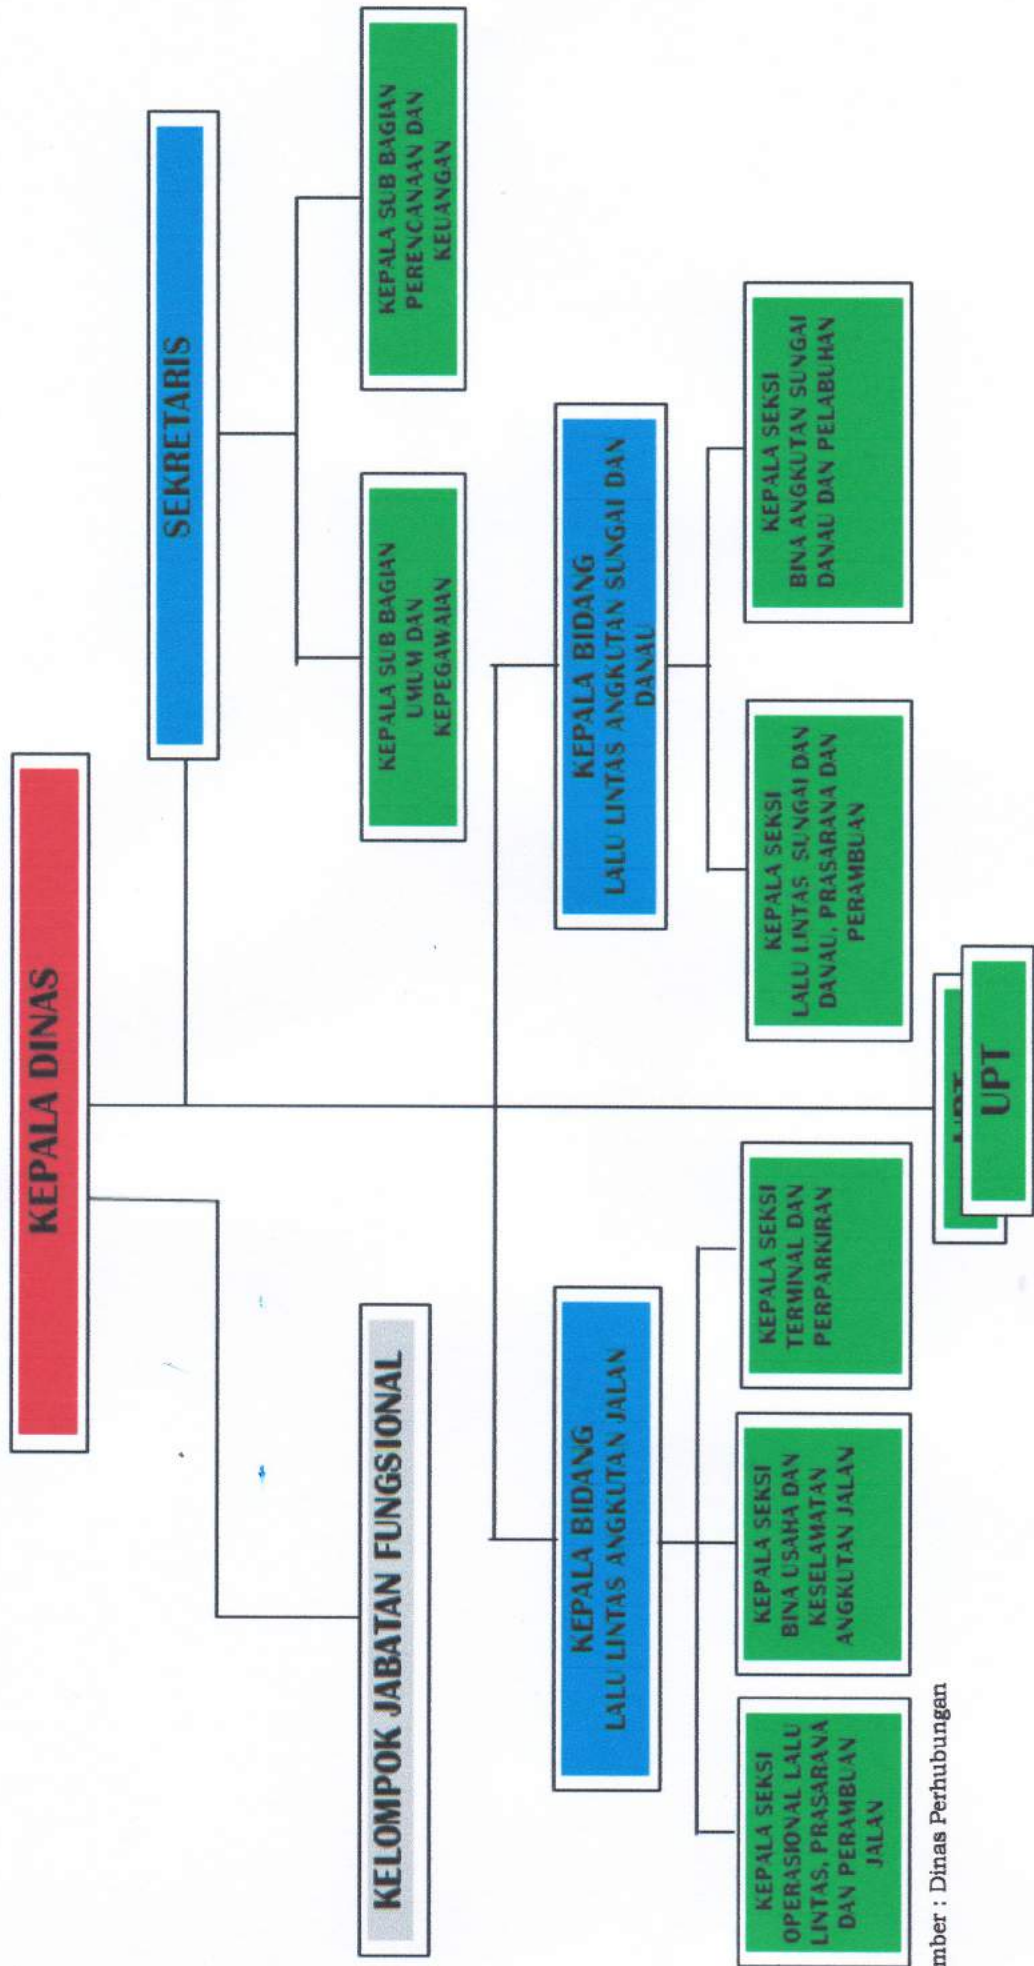 KEPALA DINAS
SEKRETARIS
KELOMPOK JABATAN FUNGSIONAL
KEPALA SUB BAGIAN
UMUM DAN
KEPEGAWAIAN
KEPALA SUB BAGIAN
PERENCANAAN DAN
KEUANGAN
KEPALA BIDANG
LALU LINTAS ANGKUTAN JALAN
KEPALA BIDANG
LALU LINTAS ANGKUTAN SUNGAI DAN
DANAU
KEPALA SEKSI
OPERASIONAL LALU
LINTAS, PRASARANA
DAN PERAMBUAN
JALAN
KEPALA SEKSI
BINA USAHA DAN
KESELAMATAN
ANGKUTAN JALAN
KEPALA SEKSI
TERMINAL DAN
PERPARKIRAN
KEPALA SEKSI
LALU LINTAS SUNGAI DAN
DANAU, PRASARANA DAN
PERAMBUAN
KEPALA SEKSI
BINA ANGKUTAN SUNGAI
DANAU DAN PELABUHAN
UPT
mber : Dinas Perhubungan